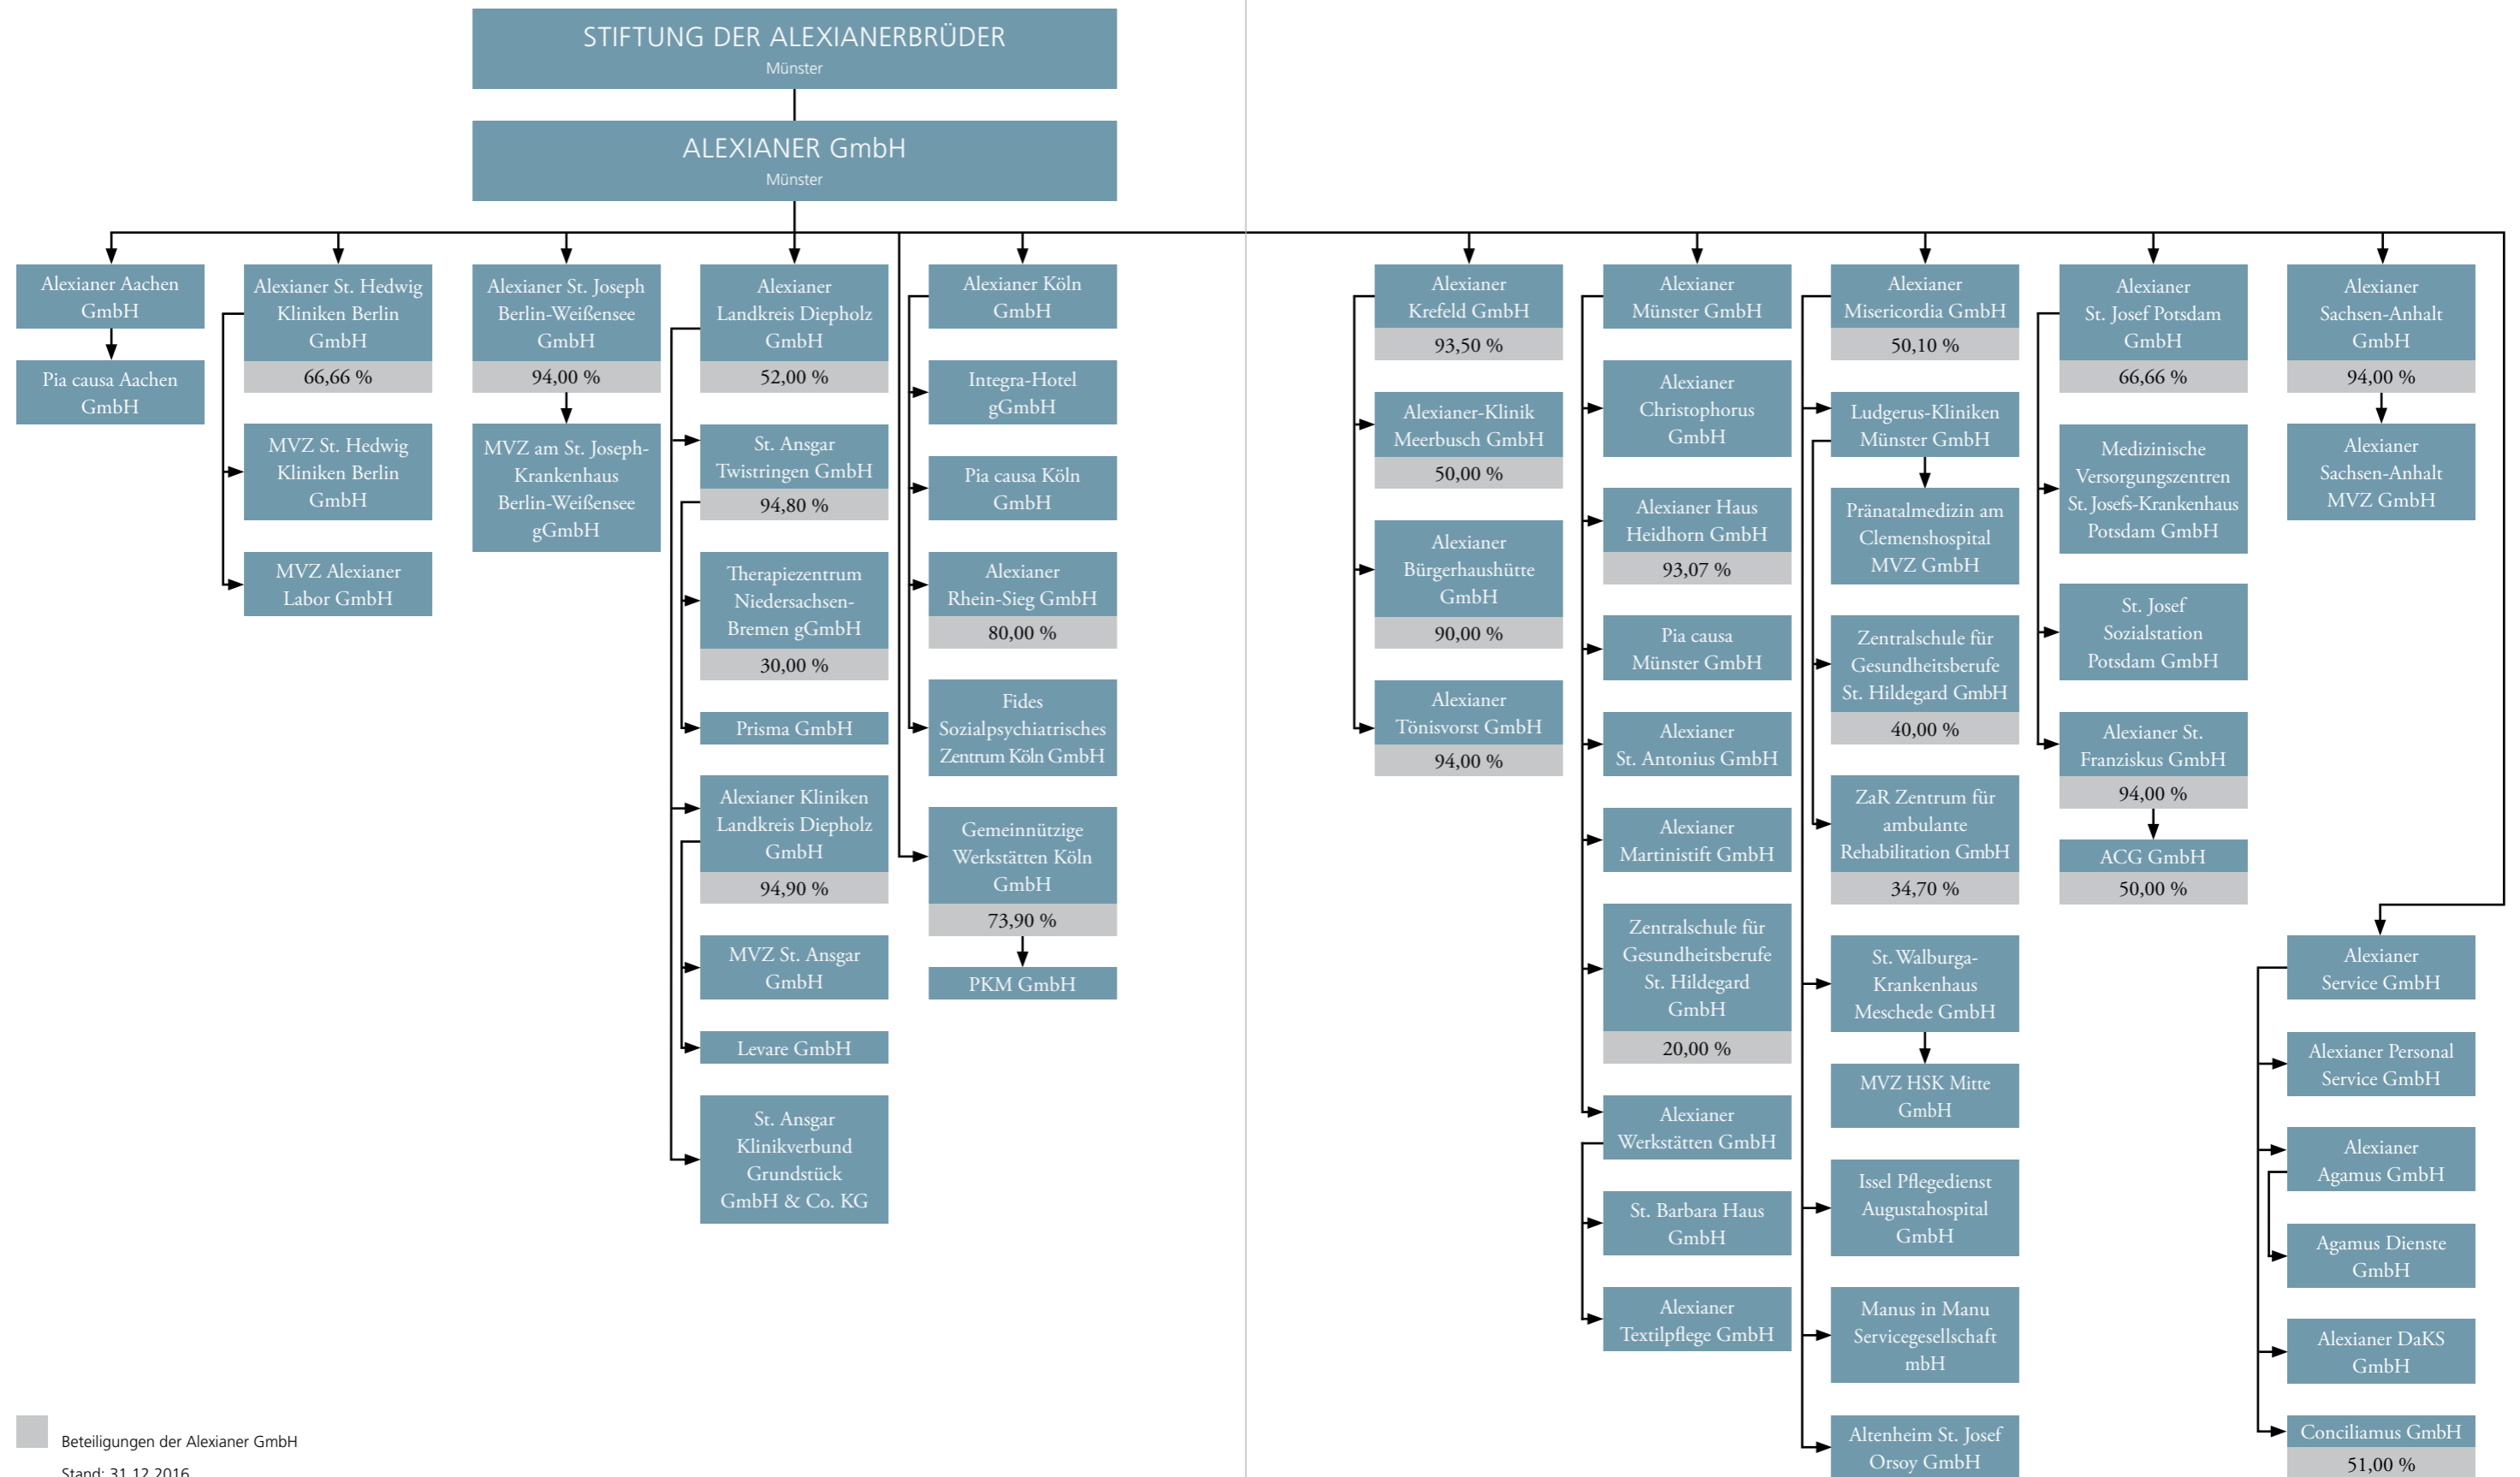 STIFTUNG DER ALEXIANERBRÜDER
Münster
ALEXIANER GmbH
Münster
Alexianer Aachen
GmbH
Pia causa Aachen
GmbH
Alexianer St. Hedwig
Kliniken Berlin
GmbH
66,66 %
MVZ St. Hedwig
Kliniken Berlin
GmbH
MVZ Alexianer
Labor GmbH
Alexianer St. Joseph
Berlin-Weißensee
GmbH
94,00 %
MVZ am St. Joseph-
Krankenhaus
Berlin-Weißensee
gGmbH
Alexianer
Landkreis Diepholz
GmbH
52,00 %
St. Ansgar
Twistringen GmbH
94,80 %
Therapiezentrum
Niedersachsen-
Bremen gGmbH
30,00 %
Prisma GmbH
Alexianer Kliniken
Landkreis Diepholz
GmbH
94,90 %
MVZ St. Ansgar
GmbH
Levare GmbH
St. Ansgar
Klinikverbund
Grundstück
GmbH & Co. KG
Alexianer Köln
GmbH
Integra-Hotel
gGmbH
Pia causa Köln
GmbH
Alexianer
Rhein-Sieg GmbH
80,00 %
Fides
Sozialpsychiatrisches
Zentrum Köln GmbH
Gemeinnützige
Werkstätten Köln
GmbH
73,90 %
PKM GmbH
Alexianer
Krefeld GmbH
93,50 %
Alexianer-Klinik
Meerbusch GmbH
50,00 %
Alexianer
Bürgerhaushütte
GmbH
90,00 %
Alexianer
Tönisvorst GmbH
94,00 %
Alexianer
Münster GmbH
Alexianer
Christophorus
GmbH
Alexianer Haus
Heidhorn GmbH
93,07 %
Pia causa
Münster GmbH
Alexianer
St. Antonius GmbH
Alexianer
Martinistift GmbH
Zentralschule für
Gesundheitsberufe
St. Hildegard
GmbH
20,00 %
Alexianer
Werkstätten GmbH
St. Barbara Haus
GmbH
Alexianer
Textilpflege GmbH
Alexianer
Misericordia GmbH
50,10 %
Ludgerus-Kliniken
Münster GmbH
Pränatalmedizin am
Clemenshospital
MVZ GmbH
Zentralschule für
Gesundheitsberufe
St. Hildegard GmbH
40,00 %
ZaR Zentrum für
ambulante
Rehabilitation GmbH
34,70 %
St. Walburga-
Krankenhaus
Meschede GmbH
MVZ HSK Mitte
GmbH
Issel Pflegedienst
Augustahospital
GmbH
Manus in Manu
Servicegesellschaft
mbH
Altenheim St. Josef
Orsoy GmbH
Alexianer
St. Josef Potsdam
GmbH
66,66 %
Medizinische
Versorgungszentren
St. Josefs-Krankenhaus
Potsdam GmbH
St. Josef
Sozialstation
Potsdam GmbH
Alexianer St.
Franziskus GmbH
94,00 %
ACG GmbH
50,00 %
Alexianer
Sachsen-Anhalt
GmbH
94,00 %
Alexianer
Sachsen-Anhalt
MVZ GmbH
Alexianer
Service GmbH
Alexianer Personal
Service GmbH
Alexianer
Agamus GmbH
Agamus Dienste
GmbH
Alexianer DaKS
GmbH
Conciliamus GmbH
51,00 %
Beteiligungen der Alexianer GmbH
Stand: 31.12.2016